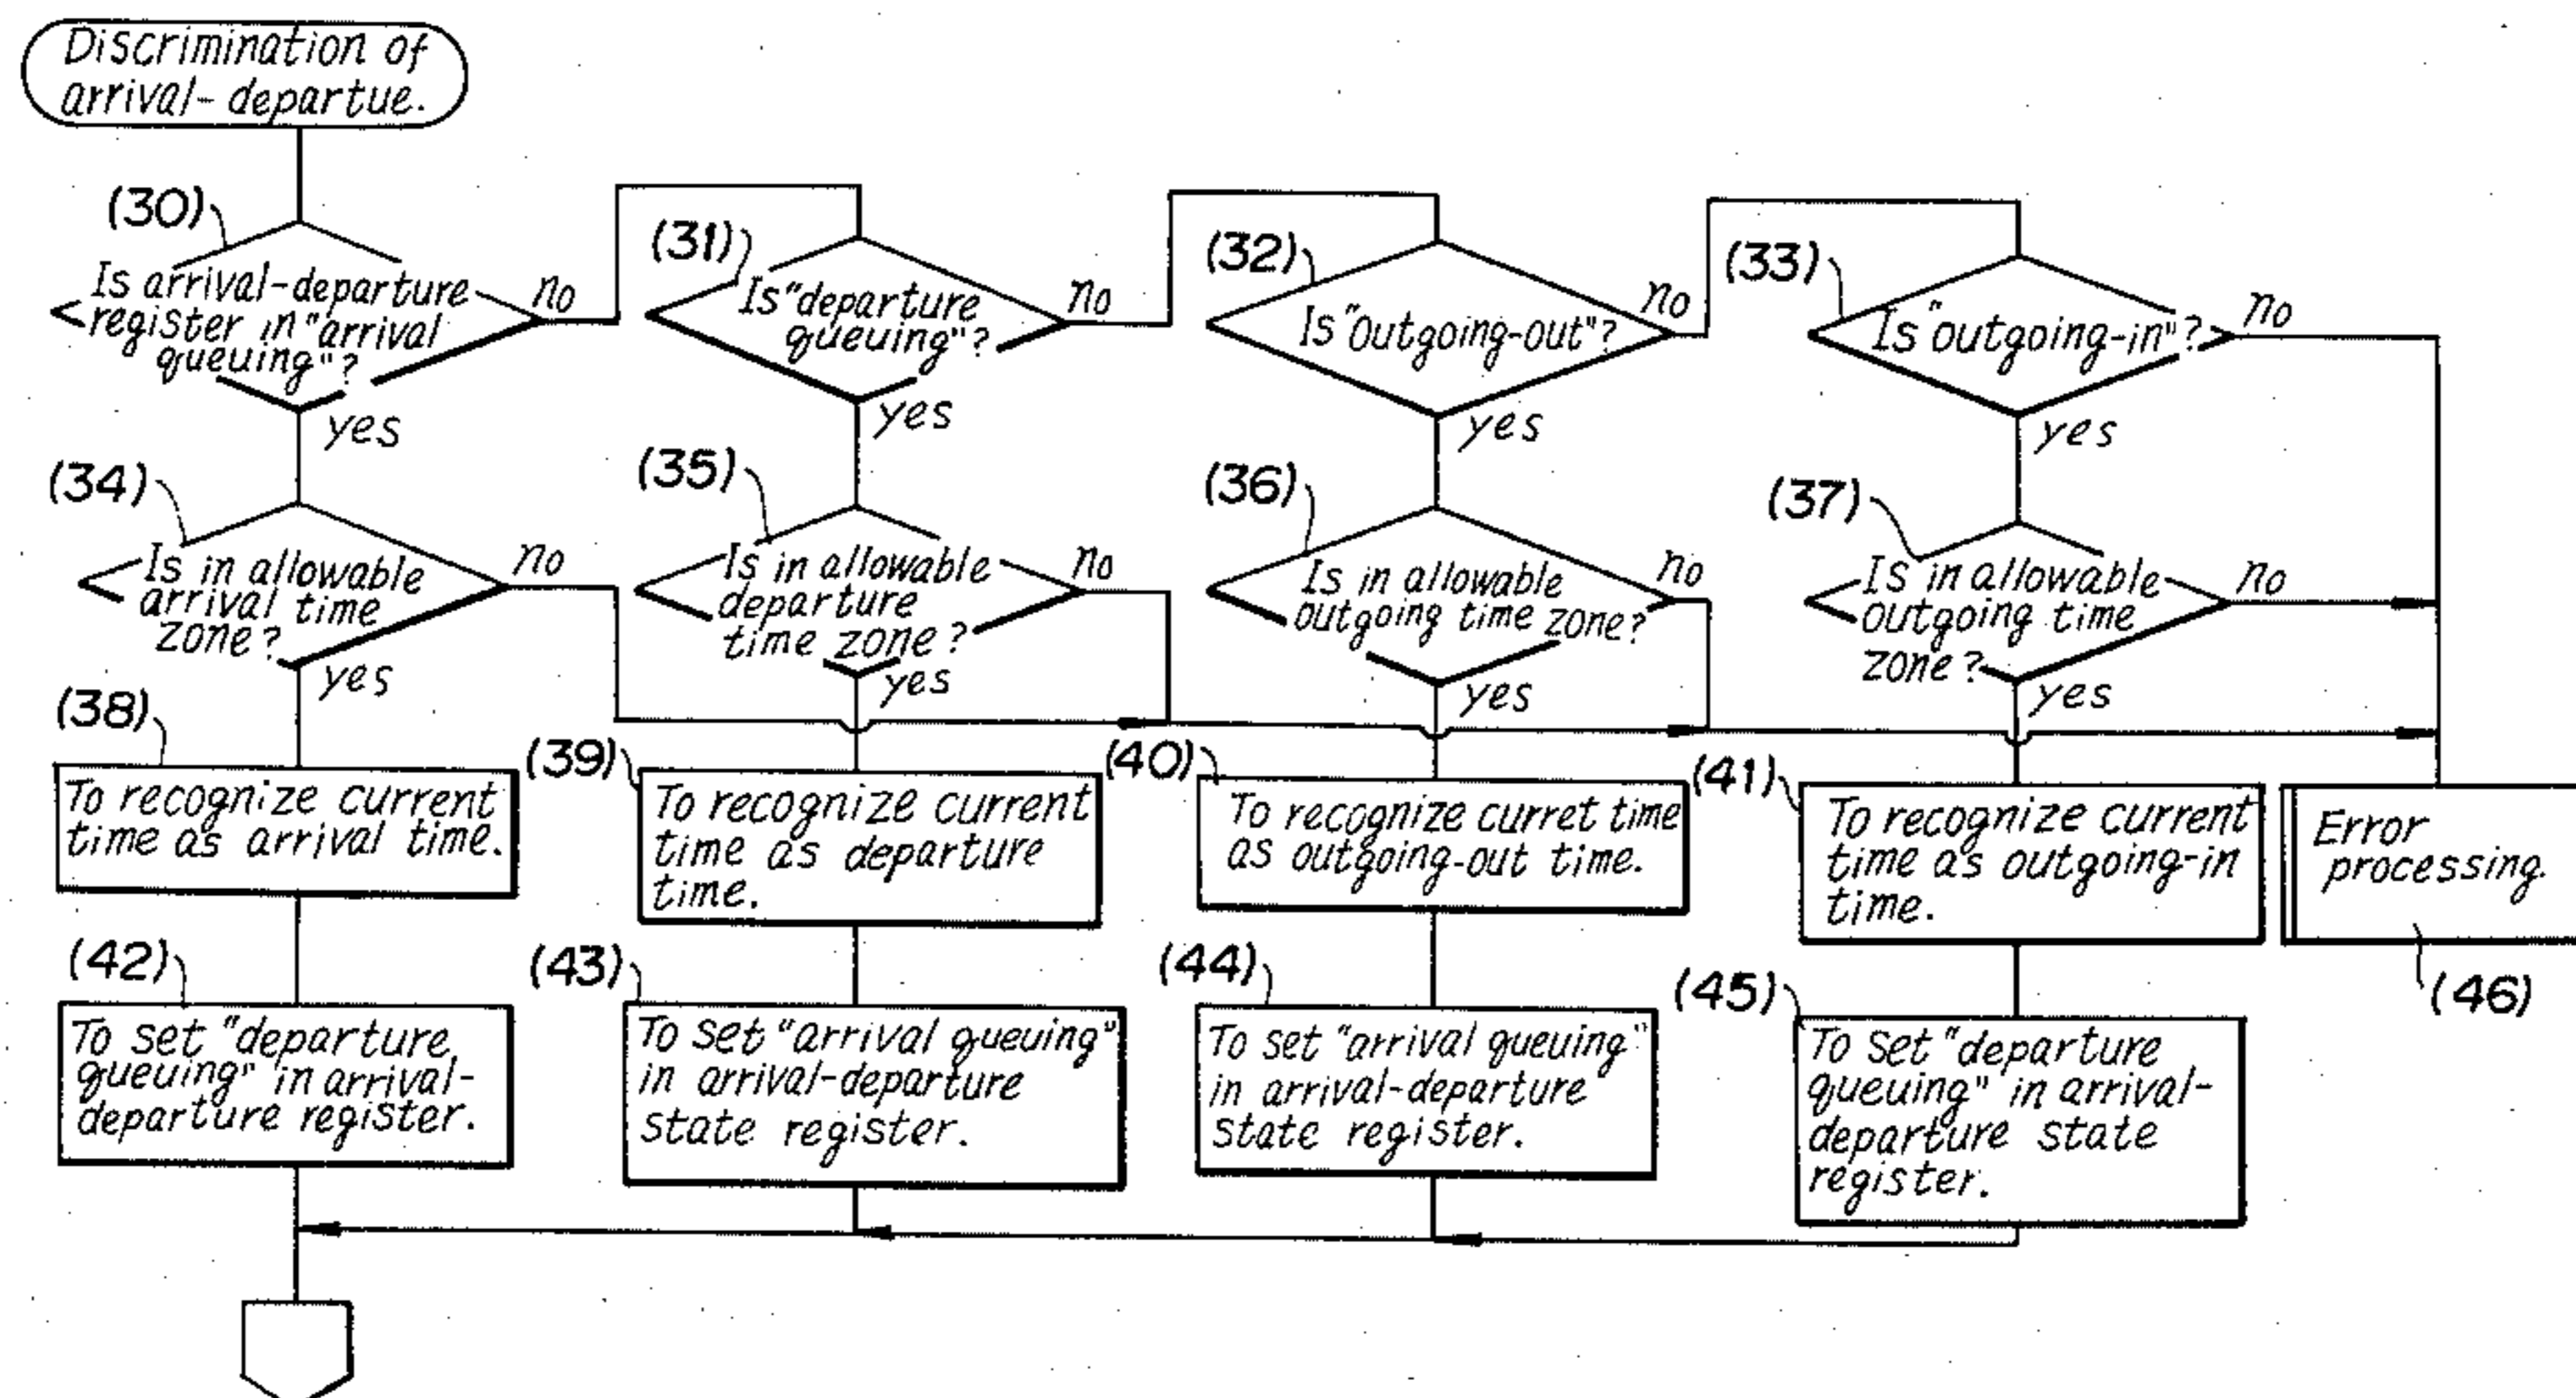 Discrimination of
arrival-departue.
(30)
Is arrival-departure
register in "arrival
queuing"?
no
yes
(31)
Is "departure
queuing"?
no
yes
(32)
Is "outgoing-out"?
no
yes
(33)
Is "outgoing-in"?
no
yes
(34)
Is in allowable
arrival time
zone?
no
yes
(35)
Is in allowable
departure
time zone?
no
yes
(36)
Is in allowable
outgoing time zone?
no
yes
(37)
Is in allowable
outgoing time
zone?
no
yes
(38)
To recognize current
time as arrival time.
(39)
To recognize current
time as departure
time.
(40)
To recognize curret time
as outgoing-out time.
(41)
To recognize current
time as outgoing-in
time.
Error
processing.
(46)
(42)
To set "departure
queuing" in arrival-
departure register.
(43)
To set "arrival queuing"
in arrival-departure
state register.
(44)
To set "arrival queuing"
in arrival-departure
state register.
(45)
To set "departure
queuing" in arrival-
departure state
register.